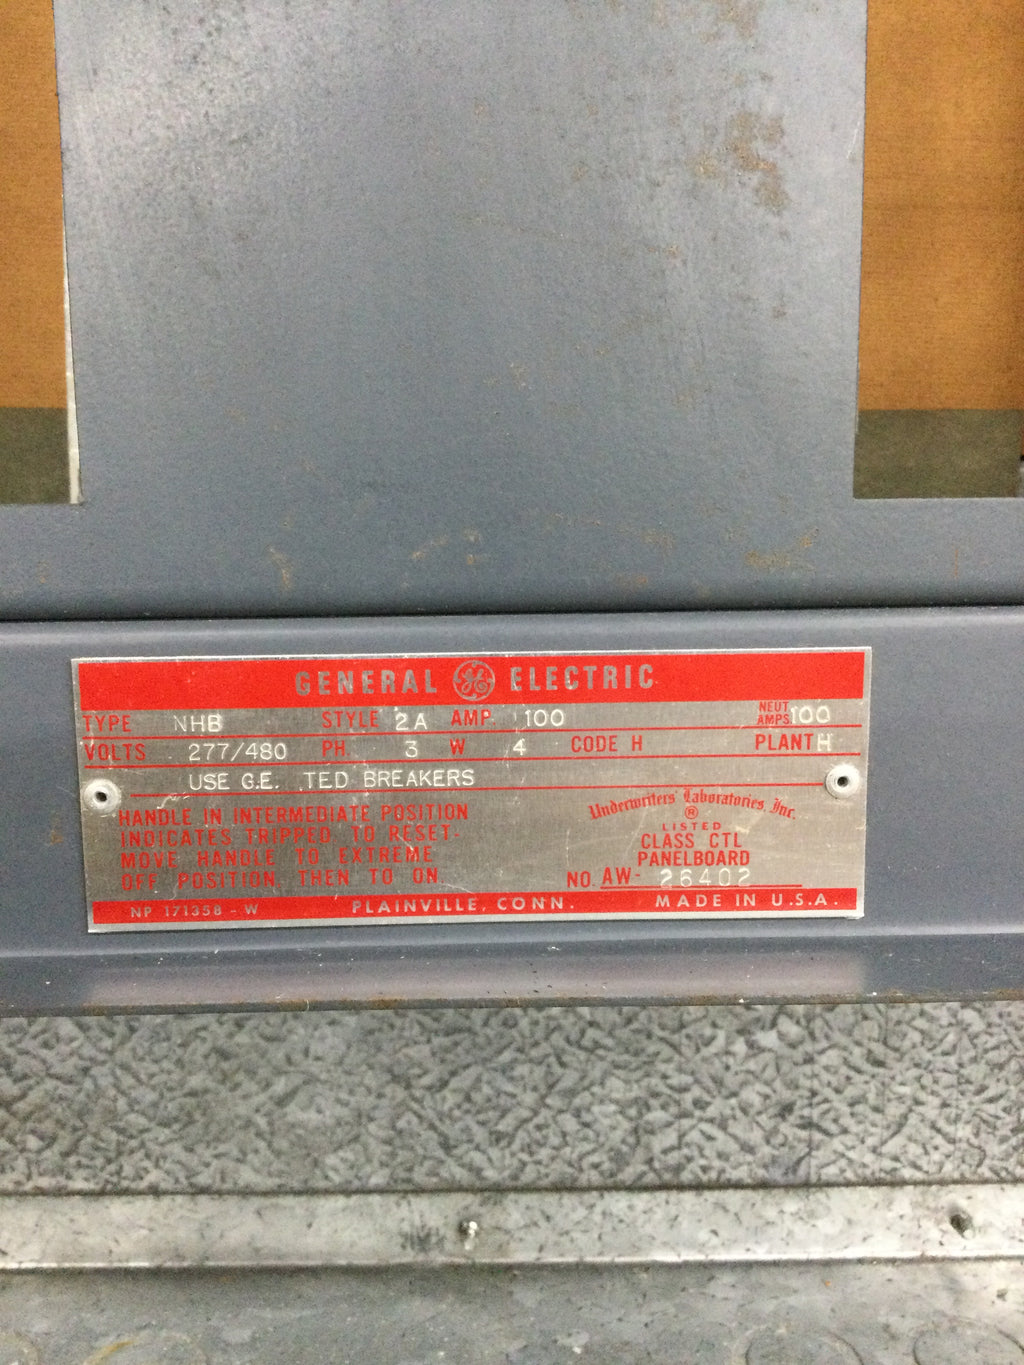 GENERAL GE ELECTRIC
TYPE NHB STYLE 2A AMP. 100 NEUT AMPS 100
VOLTS 277/480 PH. 3 W 4 CODE H PLANT H
USE G.E. TED BREAKERS
HANDLE IN INTERMEDIATE POSITION
INDICATES TRIPPED. TO RESET-
MOVE HANDLE TO EXTREME
OFF POSITION, THEN TO ON.
Underwriters' Laboratories, Inc.
®
LISTED
CLASS CTL
PANELBOARD
NO. AW- 26402
NP 171358 - W PLAINVILLE, CONN. MADE IN U.S.A.